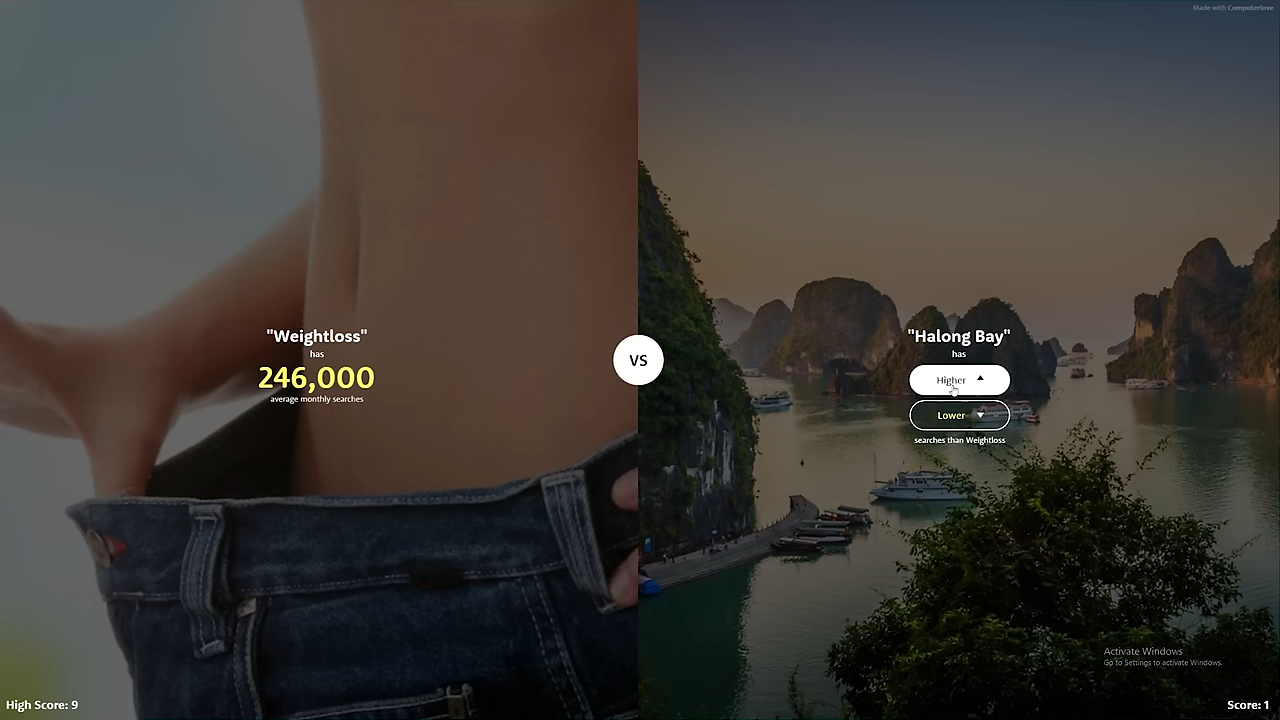 Made with Computerlove
"Weightloss"
has
246,000
average monthly searches
VS
"Halong Bay"
has
Higher
Lower
searches than Weightloss
Activate Windows
Go to Settings to activate Windows.
High Score: 9
Score: 1